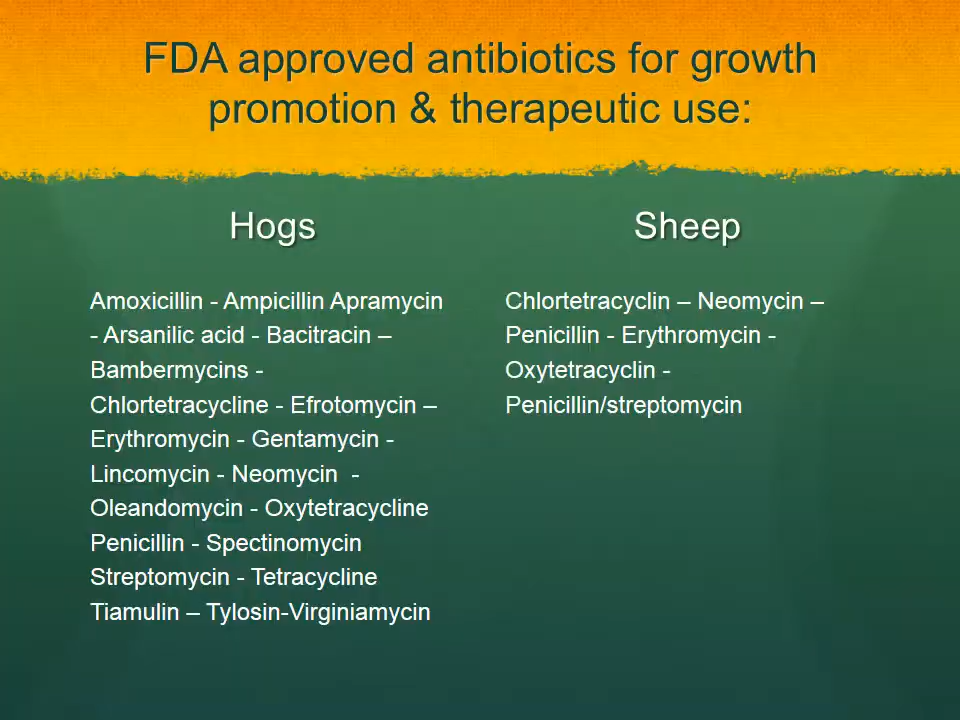 FDA approved antibiotics for growth
promotion & therapeutic use:
Hogs
Amoxicillin - Ampicillin Apramycin
- Arsanilic acid - Bacitracin –
Bambermycins -
Chlortetracycline - Efrotomycin –
Erythromycin - Gentamycin -
Lincomycin - Neomycin  -
Oleandomycin - Oxytetracycline
Penicillin - Spectinomycin
Streptomycin - Tetracycline
Tiamulin – Tylosin-Virginiamycin
Sheep
Chlortetracyclin – Neomycin –
Penicillin - Erythromycin -
Oxytetracyclin -
Penicillin/streptomycin